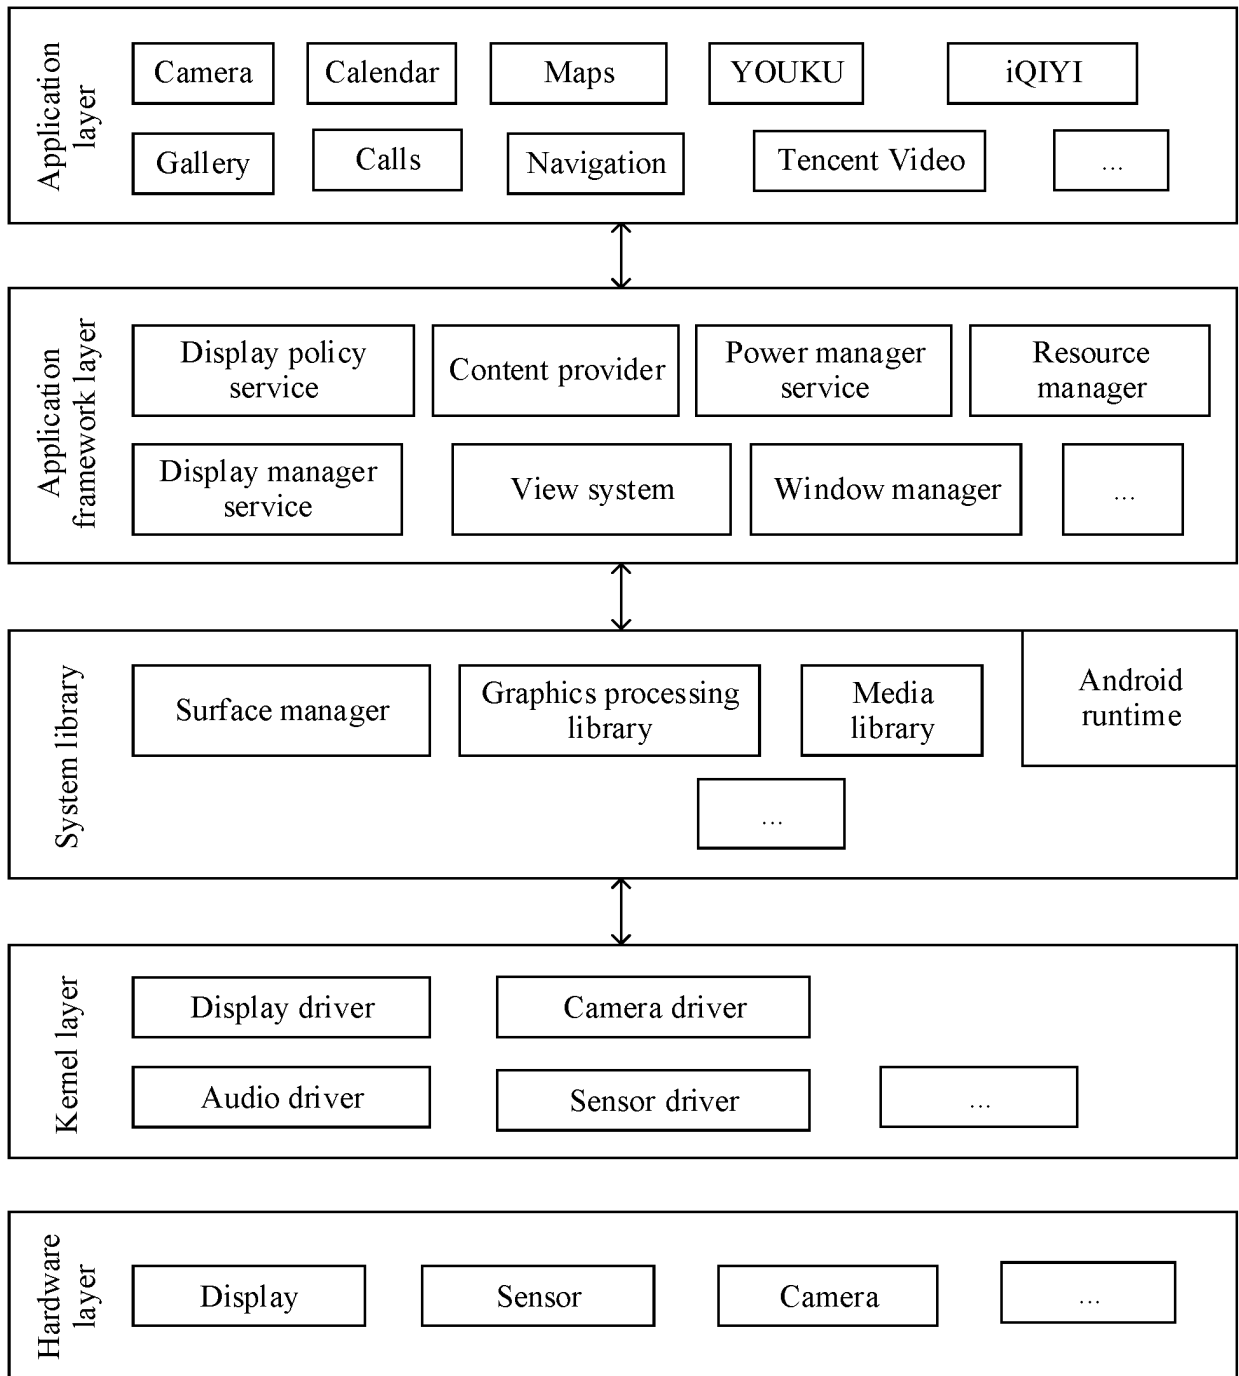 Application
layer
Camera
Calendar
Maps
YOUKU
iQIYI
Gallery
Calls
Navigation
Tencent Video
...
Application
framework layer
Display policy
service
Content provider
Power manager
service
Resource
manager
Display manager
service
View system
Window manager
...
System library
Surface manager
Graphics processing
library
Media
library
Android
runtime
...
Kernel layer
Display driver
Camera driver
Audio driver
Sensor driver
...
Hardware
layer
Display
Sensor
Camera
...